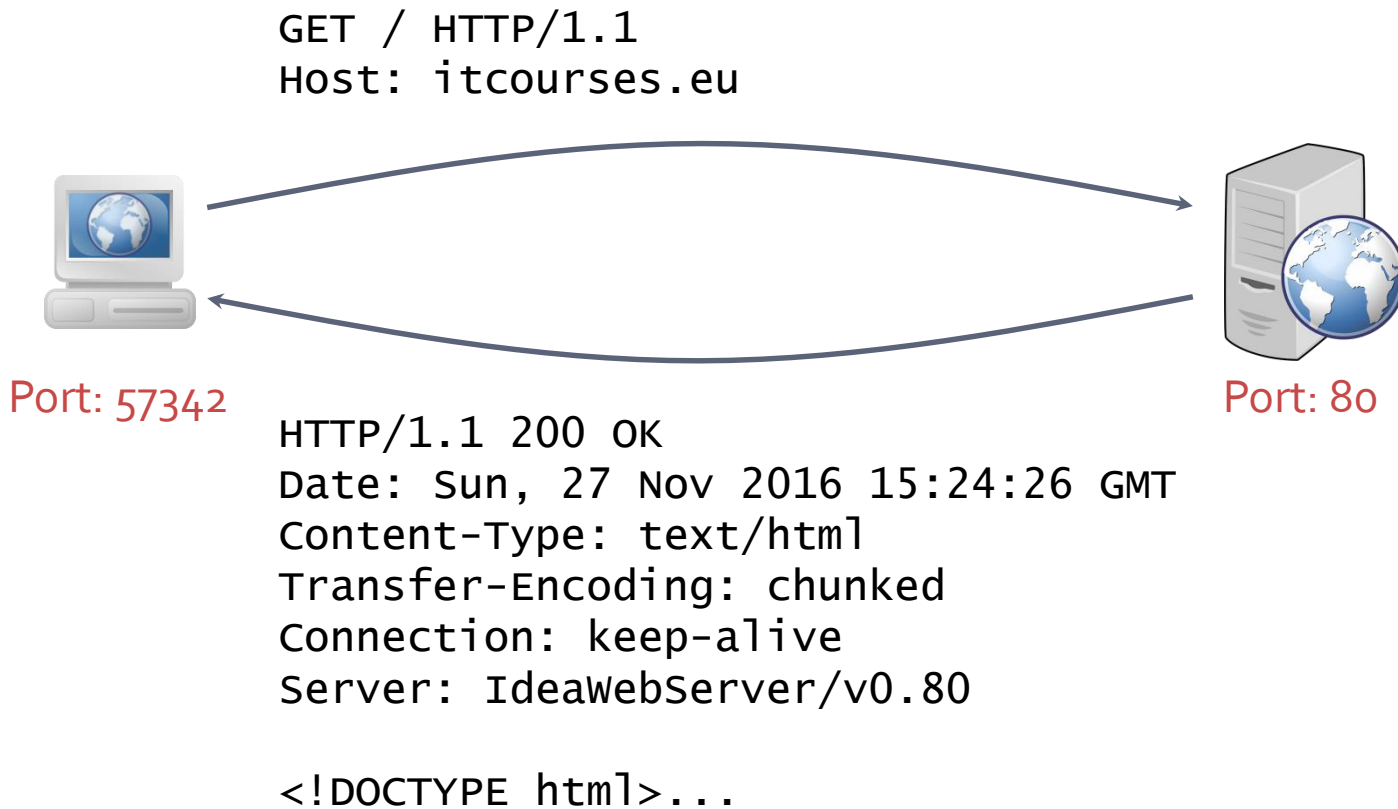 GET / HTTP/1.1
Host: itcourses.eu
Port: 57342
Port: 80
HTTP/1.1 200 OK
Date: Sun, 27 Nov 2016 15:24:26 GMT
Content-Type: text/html
Transfer-Encoding: chunked
Connection: keep-alive
Server: IdeaWebServer/v0.80
<!DOCTYPE html>...